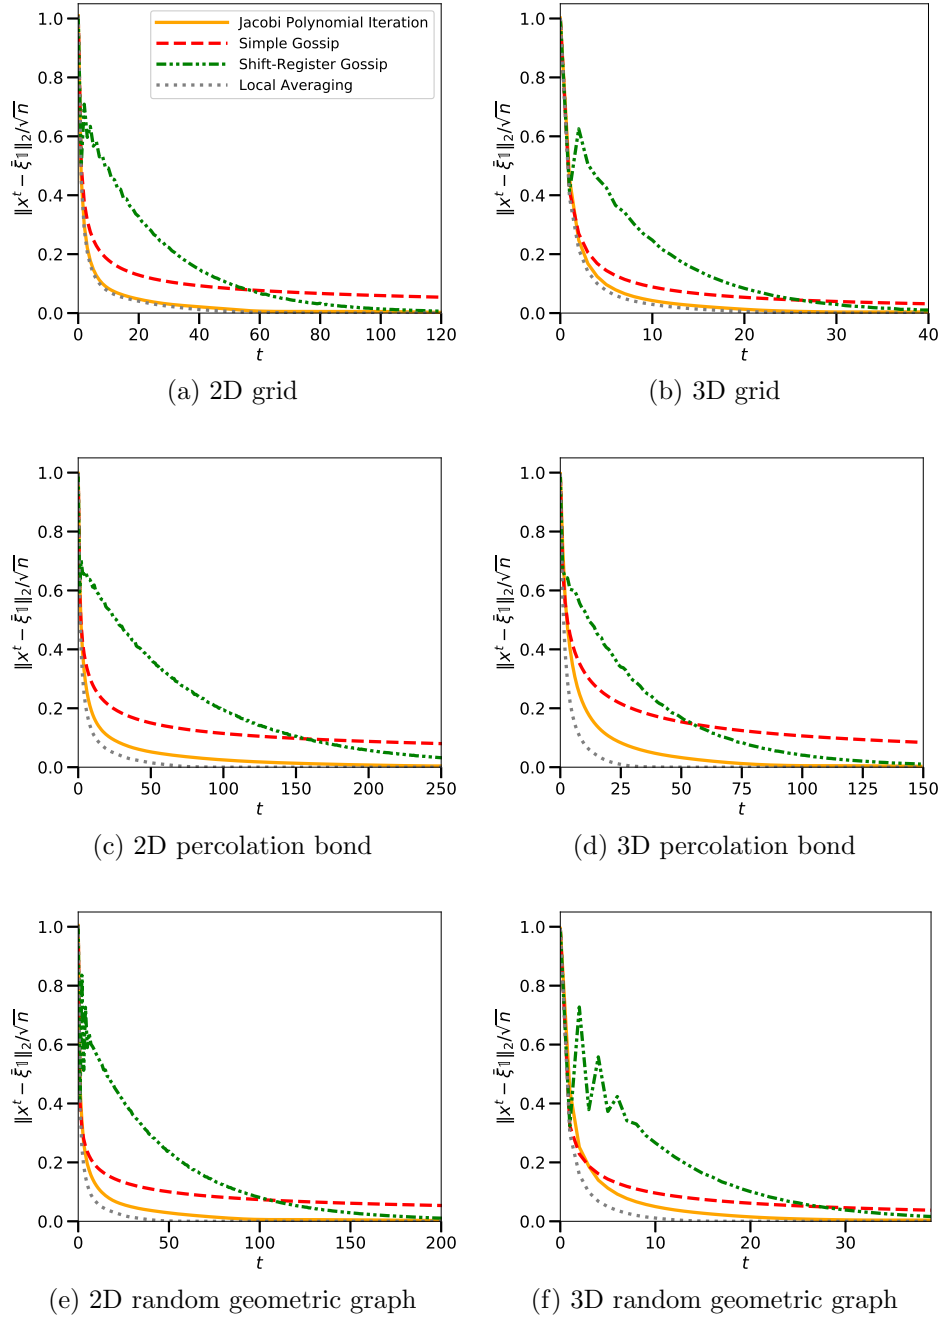 Jacobi Polynomial Iteration
Simple Gossip
Shift-Register Gossip
Local Averaging
1.0
0.8
0.6
0.4
0.2
0.0
‖x^t − ξ̄𝟙‖₂/√n
0 20 40 60 80 100 120
t
(a) 2D grid
1.0
0.8
0.6
0.4
0.2
0.0
‖x^t − ξ̄𝟙‖₂/√n
0 10 20 30 40
t
(b) 3D grid
1.0
0.8
0.6
0.4
0.2
0.0
‖x^t − ξ̄𝟙‖₂/√n
0 50 100 150 200 250
t
(c) 2D percolation bond
1.0
0.8
0.6
0.4
0.2
0.0
‖x^t − ξ̄𝟙‖₂/√n
0 25 50 75 100 125 150
t
(d) 3D percolation bond
1.0
0.8
0.6
0.4
0.2
0.0
‖x^t − ξ̄𝟙‖₂/√n
0 50 100 150 200
t
(e) 2D random geometric graph
1.0
0.8
0.6
0.4
0.2
0.0
‖x^t − ξ̄𝟙‖₂/√n
0 10 20 30
t
(f) 3D random geometric graph